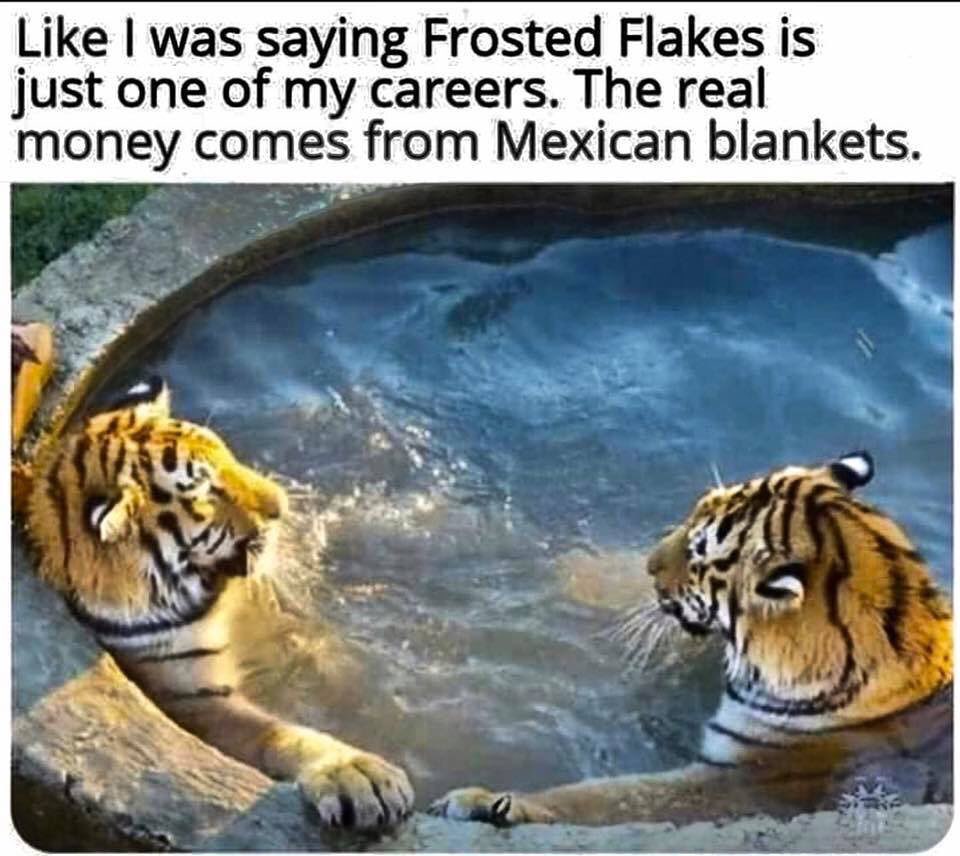 Like I was saying Frosted Flakes is
just one of my careers. The real
money comes from Mexican blankets.